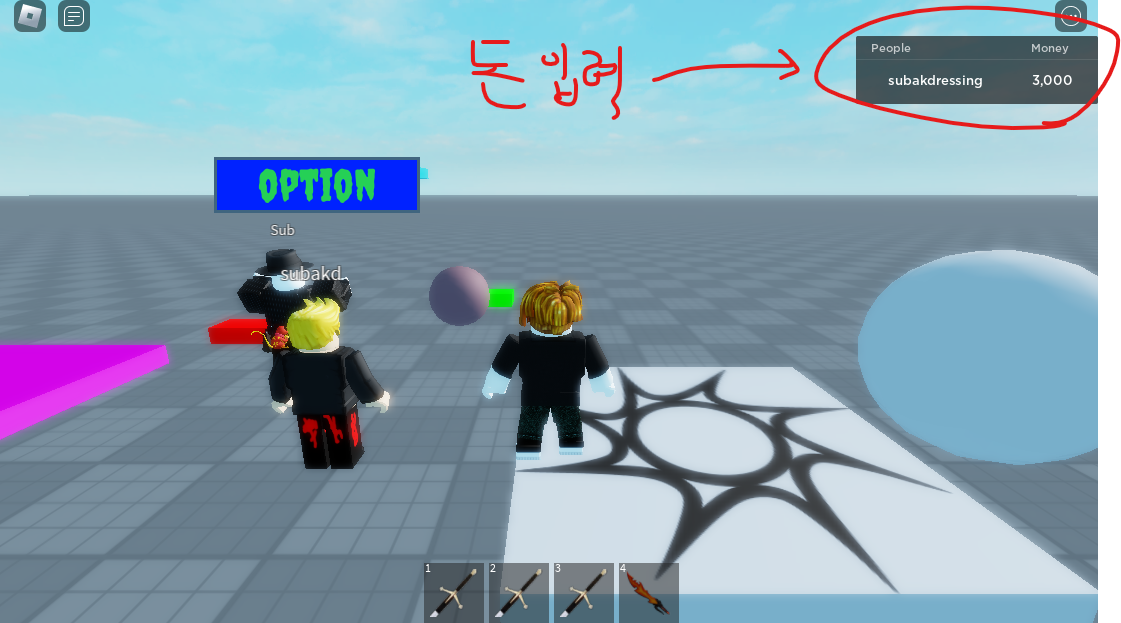 People Money
subakdressing 3,000
돈 입력
OPTION
Sub
subakd
1 2 3 4